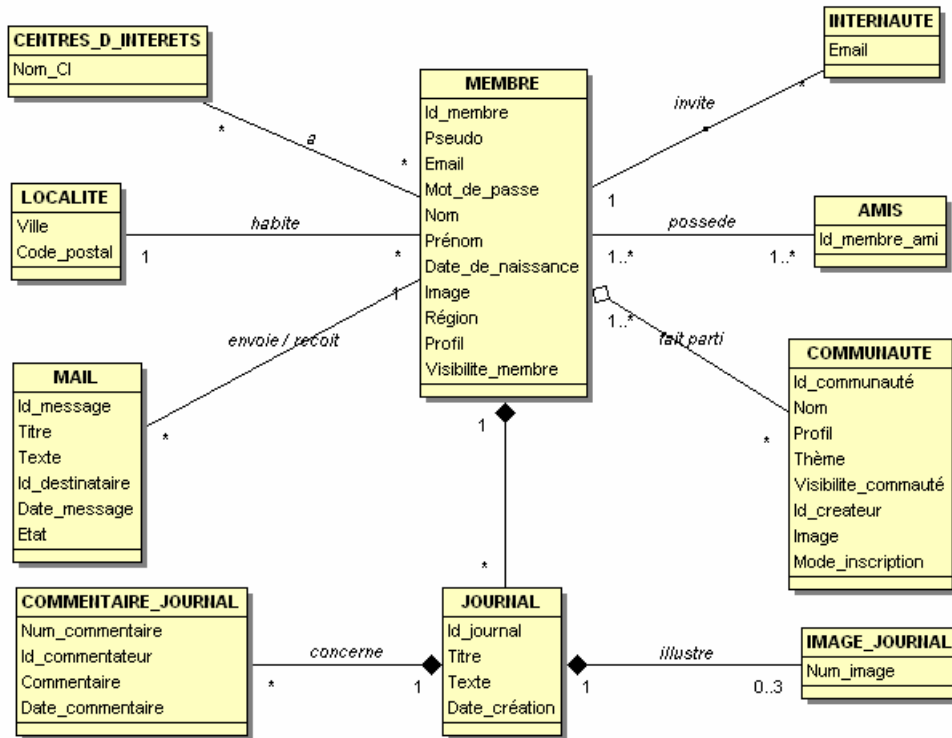 CENTRES_D_INTERETS
Nom_CI
INTERNAUTE
Email
MEMBRE
Id_membre
Pseudo
Email
Mot_de_passe
Nom
Prénom
Date_de_naissance
Image
Région
Profil
Visibilite_membre
*
a
*
invite
*
1
LOCALITE
Ville
Code_postal
habite
1
*
possede
1..*
1..*
AMIS
Id_membre_ami
1
envoie / recoit
*
1..*
fait parti
*
MAIL
Id_message
Titre
Texte
Id_destinataire
Date_message
Etat
COMMUNAUTE
Id_communauté
Nom
Profil
Thème
Visibilite_commauté
Id_createur
Image
Mode_inscription
1
*
COMMENTAIRE_JOURNAL
Num_commentaire
Id_commentateur
Commentaire
Date_commentaire
concerne
*
1
JOURNAL
Id_journal
Titre
Texte
Date_création
illustre
1
0..3
IMAGE_JOURNAL
Num_image